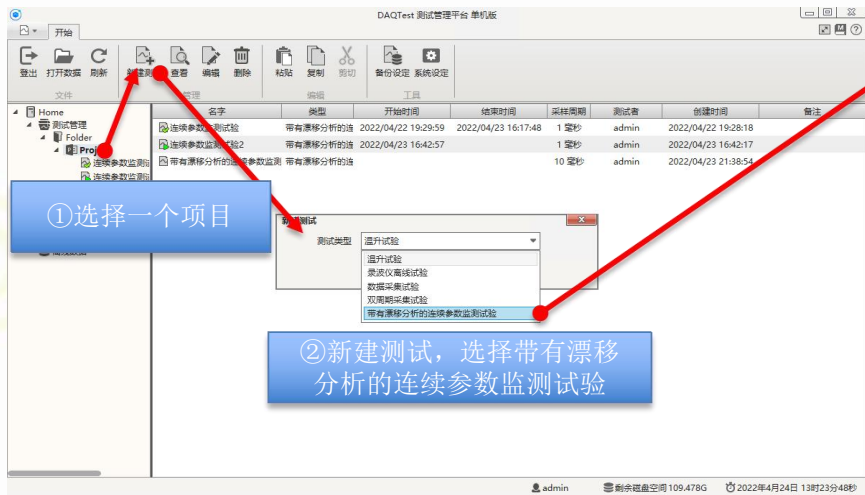 DAQTest 测试管理平台 单机版
开始
登出 打开数据 刷新 新建测 查看 编辑 删除 粘贴 复制 剪切 备份设定 系统设定
文件 管理 编辑 工具
名字 类型 开始时间 结束时间 采样周期 测试者 创建时间 备注
Home
测试管理
Folder
Proj
连续参数监测试
连续参数监测试
连续参数监测试验 带有漂移分析的连 2022/04/22 19:29:59 2022/04/23 16:17:48 1 毫秒 admin 2022/04/22 19:28:18
连续参数监测试验2 带有漂移分析的连 2022/04/23 16:42:57 1 毫秒 admin 2022/04/23 16:42:17
带有漂移分析的连续参数监测 带有漂移分析的连 10 毫秒 admin 2022/04/23 21:38:54
①选择一个项目
测试
测试类型 温升试验
温升试验
录波仪离线试验
数据采集试验
双周期采集试验
带有漂移分析的连续参数监测试验
②新建测试，选择带有漂移
分析的连续参数监测试验
admin 剩余磁盘空间 109.478G 2022年4月24日 13时23分48秒